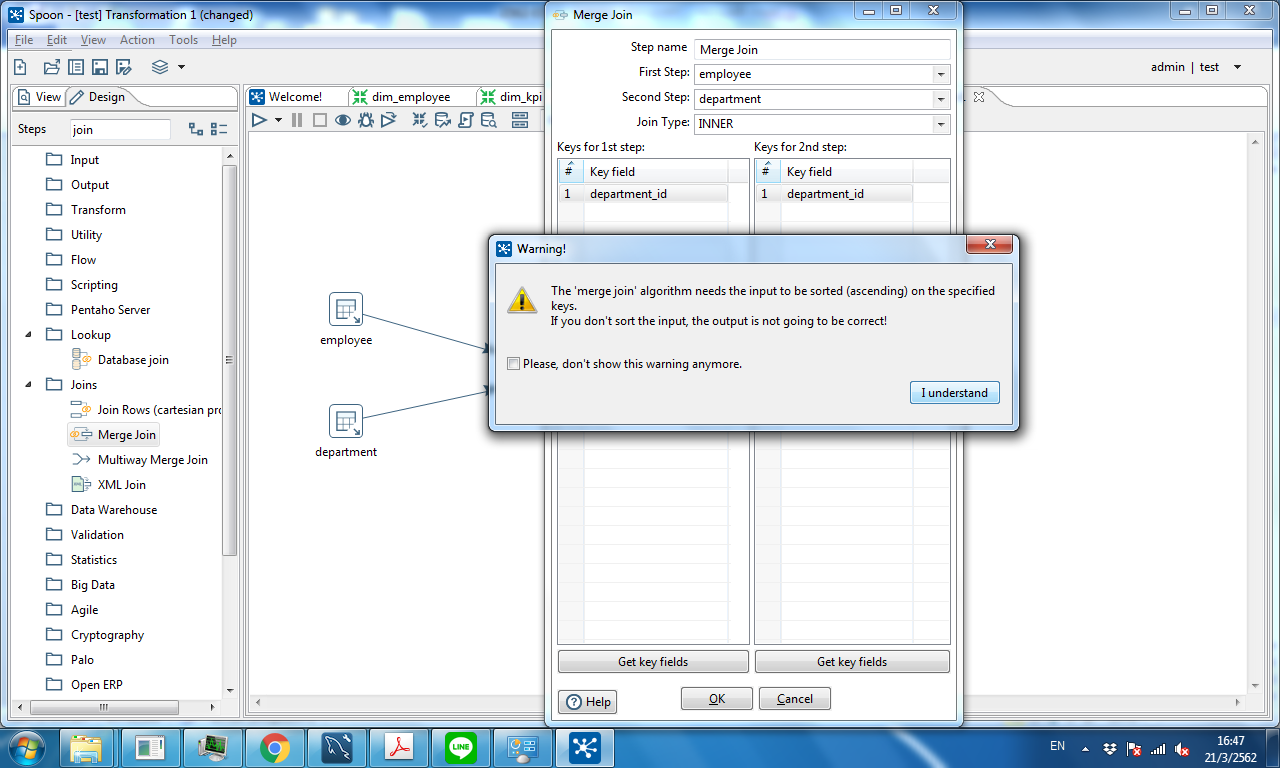 Spoon - [test] Transformation 1 (changed)
File Edit View Action Tools Help
admin | test
View Design
Steps join
Input
Output
Transform
Utility
Flow
Scripting
Pentaho Server
Lookup
Database join
Joins
Join Rows (cartesian pro
Merge Join
Multiway Merge Join
XML Join
Data Warehouse
Validation
Statistics
Big Data
Agile
Cryptography
Palo
Open ERP
Welcome! dim_employee dim_kpi
employee
department
Merge Join
Step name Merge Join
First Step: employee
Second Step: department
Join Type: INNER
Keys for 1st step: Keys for 2nd step:
# Key field # Key field
1 department_id 1 department_id
Warning!
The 'merge join' algorithm needs the input to be sorted (ascending) on the specified
keys.
If you don't sort the input, the output is not going to be correct!
Please, don't show this warning anymore.
I understand
Get key fields Get key fields
Help OK Cancel
LINE
EN
16:47
21/3/2562